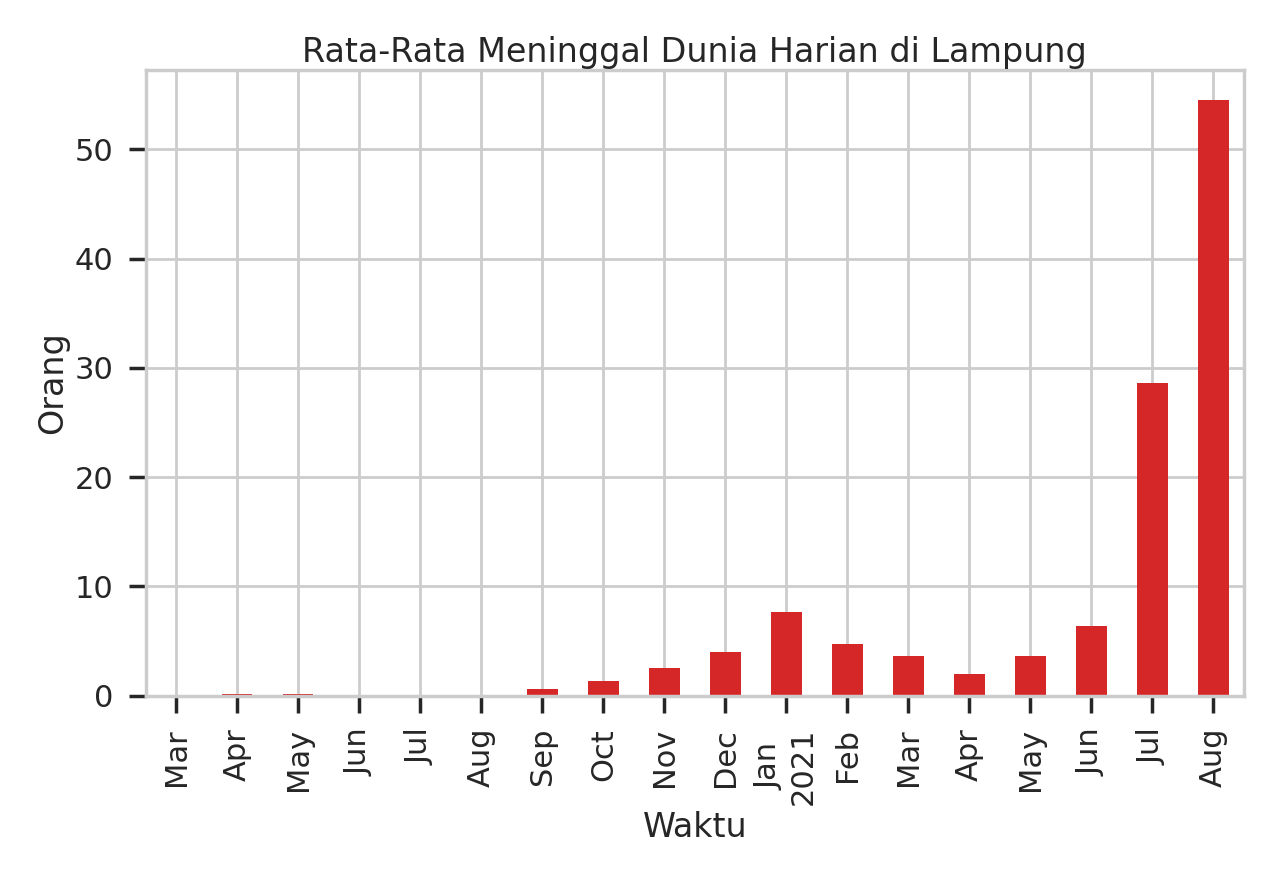 Rata-Rata Meninggal Dunia Harian di Lampung
Orang
50
40
30
20
10
0
Mar
Apr
May
Jun
Jul
Aug
Sep
Oct
Nov
Dec
Jan
2021
Feb
Mar
Apr
May
Jun
Jul
Aug
Waktu